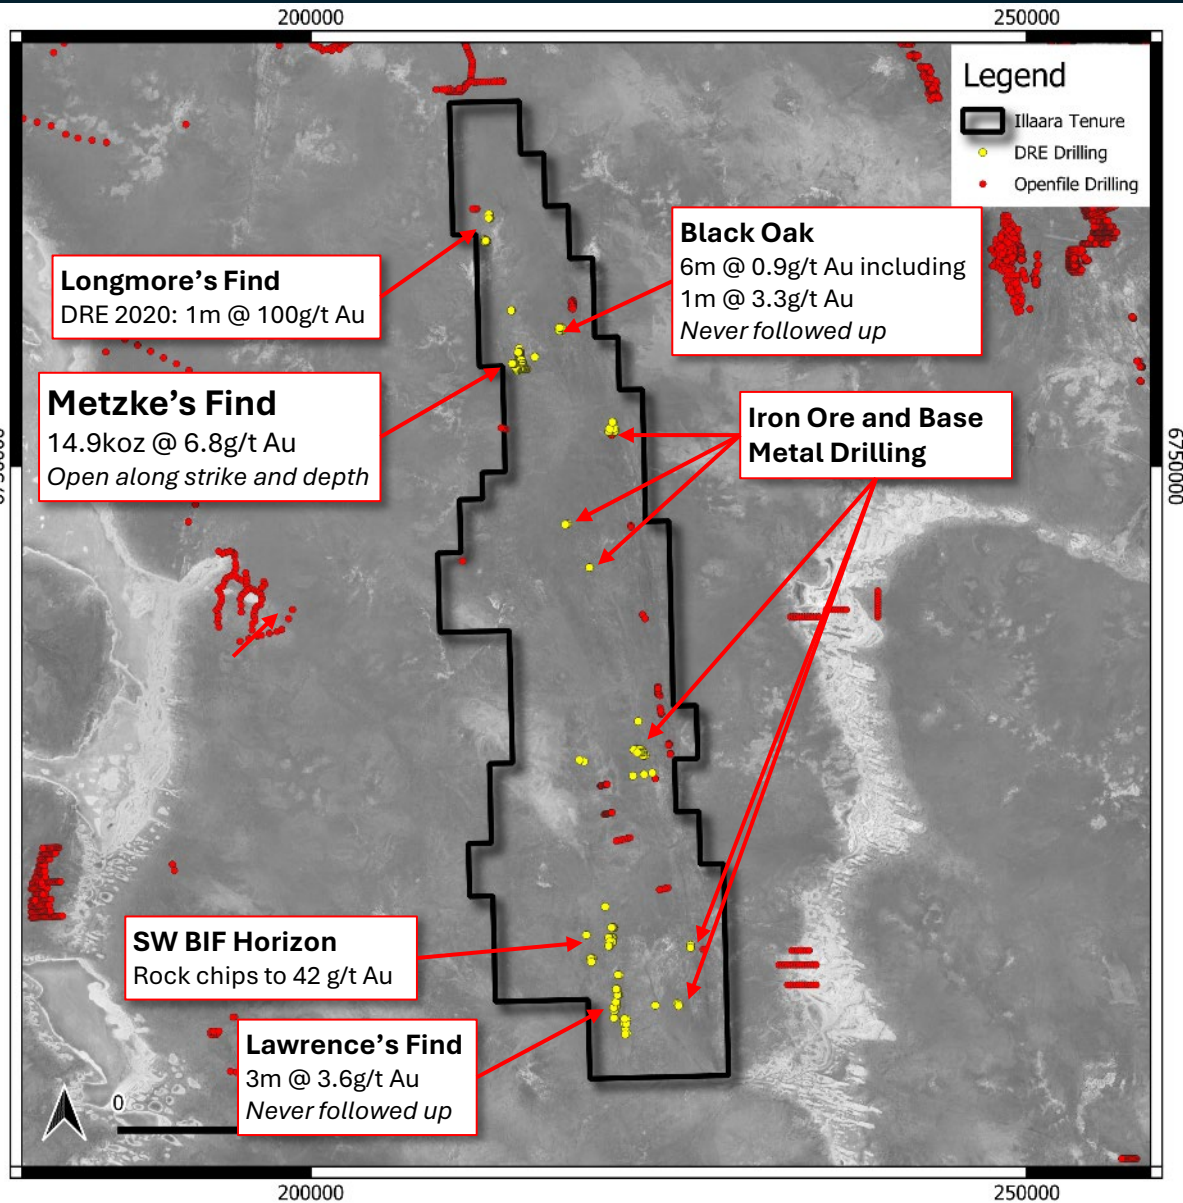 200000
250000
Legend
Illaara Tenure
DRE Drilling
Openfile Drilling
Black Oak
6m @ 0.9g/t Au including
1m @ 3.3g/t Au
Never followed up
Longmore’s Find
DRE 2020: 1m @ 100g/t Au
Metzke’s Find
14.9koz @ 6.8g/t Au
Open along strike and depth
Iron Ore and Base
Metal Drilling
6750000
SW BIF Horizon
Rock chips to 42 g/t Au
Lawrence’s Find
3m @ 3.6g/t Au
Never followed up
0
200000
250000